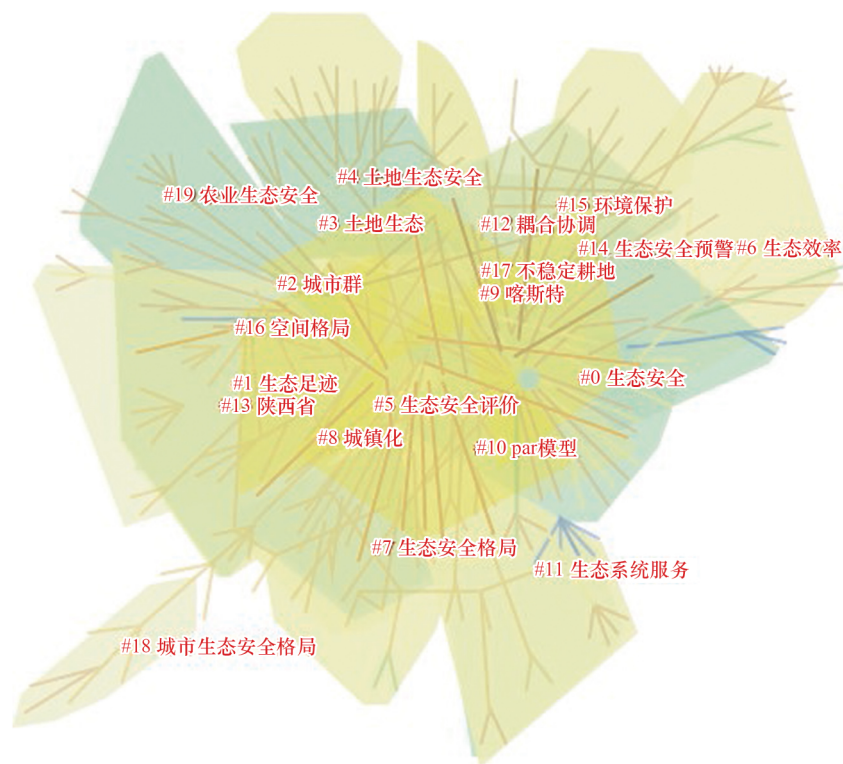 #4 土地生态安全
#19 农业生态安全
#15 环境保护
#3 土地生态
#12 耦合协调
#14 生态安全预警
#6 生态效率
#17 不稳定耕地
#2 城市群
#9 喀斯特
#16 空间格局
#0 生态安全
#1 生态足迹
#13 陕西省
#5 生态安全评价
#8 城镇化
#10 par模型
#7 生态安全格局
#11 生态系统服务
#18 城市生态安全格局